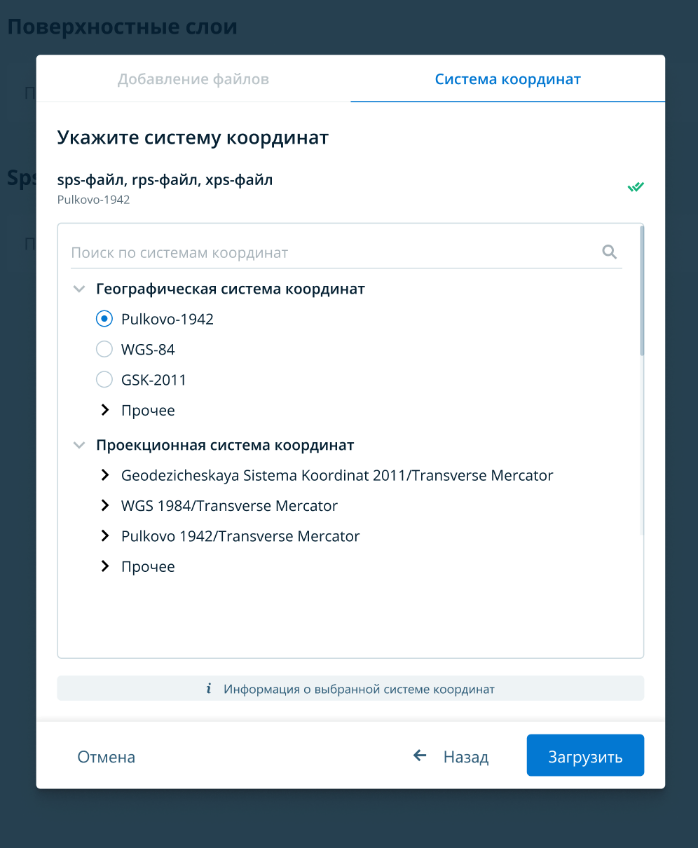 Поверхностные слои
Добавление файлов
Система координат
П
Укажите систему координат
Sps
sps-файл, rps-файл, xps-файл
Pulkovo-1942
П
Поиск по системам координат
Географическая система координат
Pulkovo-1942
WGS-84
GSK-2011
Прочее
Проекционная система координат
Geodezicheskaya Sistema Koordinat 2011/Transverse Mercator
WGS 1984/Transverse Mercator
Pulkovo 1942/Transverse Mercator
Прочее
i Информация о выбранной системе координат
Отмена
Назад
Загрузить